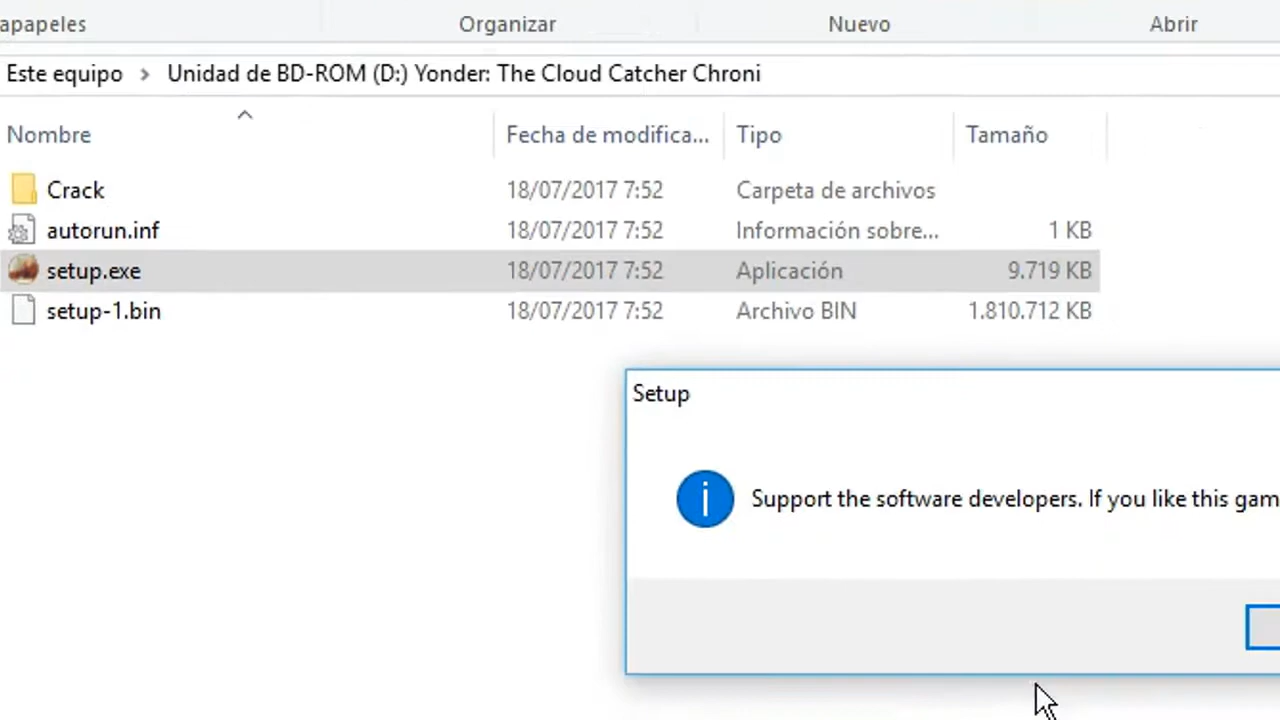 apapeles Organizar Nuevo Abrir
Este equipo > Unidad de BD-ROM (D:) Yonder: The Cloud Catcher Chroni
Nombre Fecha de modifica... Tipo Tamaño
Crack 18/07/2017 7:52 Carpeta de archivos
autorun.inf 18/07/2017 7:52 Información sobre... 1 KB
setup.exe 18/07/2017 7:52 Aplicación 9.719 KB
setup-1.bin 18/07/2017 7:52 Archivo BIN 1.810.712 KB
Setup
Support the software developers. If you like this gam